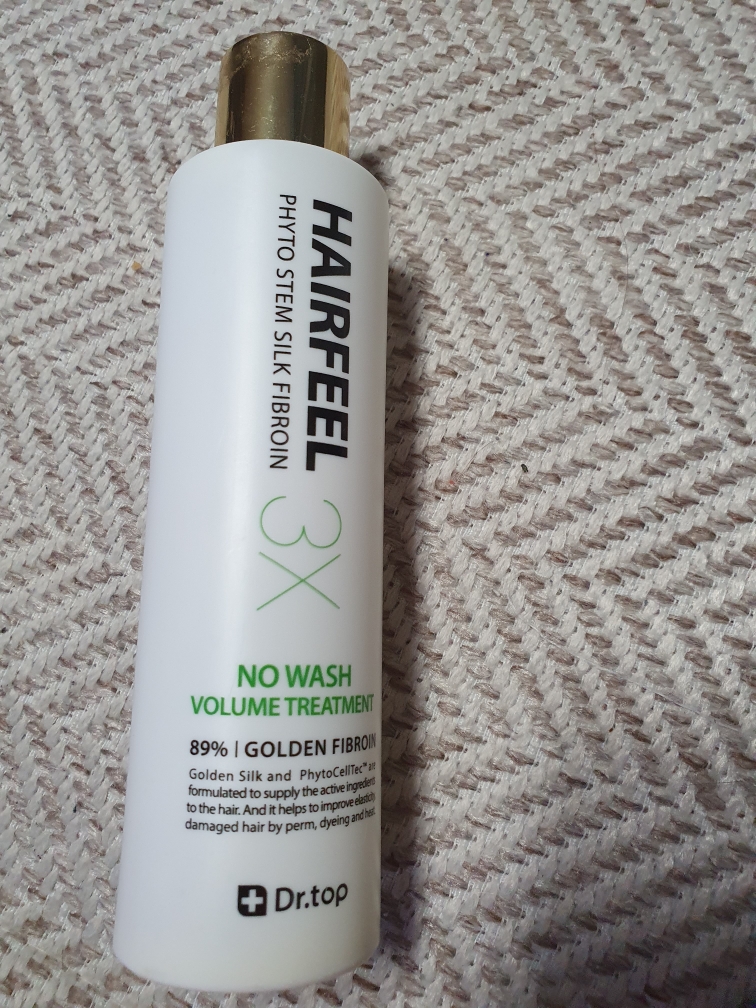 HAIRFEEL
PHYTO STEM SILK FIBROIN
3X
NO WASH
VOLUME TREATMENT
89% | GOLDEN FIBROIN
Golden Silk and PhytoCellTec™ are
formulated to supply the active ingredients
to the hair. And it helps to improve elasticity
damaged hair by perm, dyeing and heat.
Dr.top